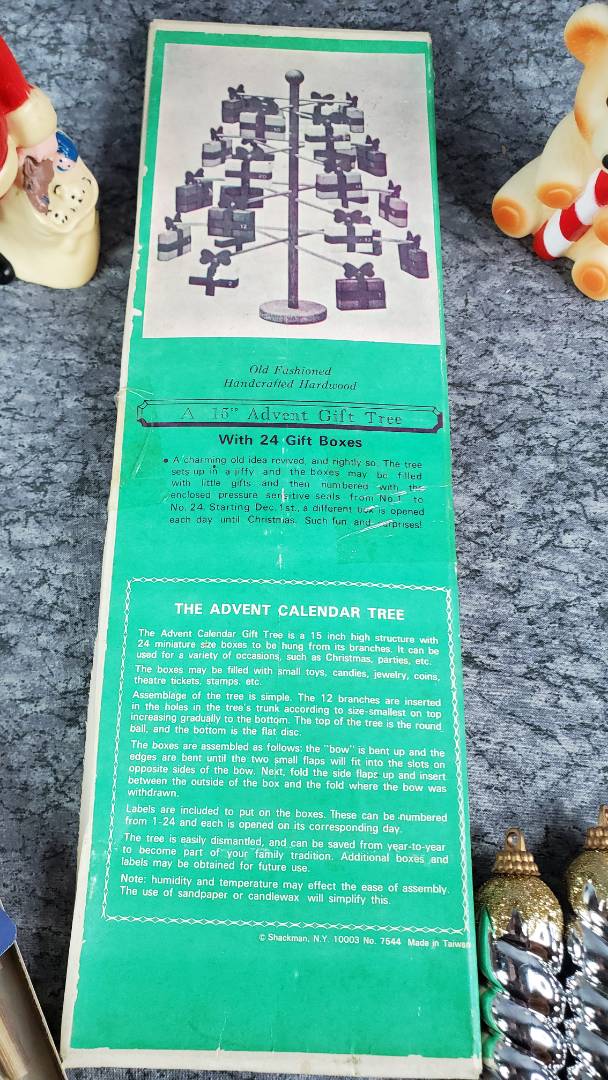 Old Fashioned
Handcrafted Hardwood
A 15" Advent Gift Tree
With 24 Gift Boxes
• A charming old idea revived, and rightly so. The tree
sets up in a jiffy and the boxes may be filled
with little gifts and then numbered with the
enclosed pressure sensitive seals from No. 1 to
No. 24. Starting Dec. 1st., a different box is opened
each day until Christmas. Such fun and surprises!
THE ADVENT CALENDAR TREE
The Advent Calendar Gift Tree is a 15 inch high structure with
24 miniature size boxes to be hung from its branches. It can be
used for a variety of occasions, such as Christmas, parties, etc.
The boxes may be filled with small toys, candies, jewelry, coins,
theatre tickets, stamps, etc.
Assemblage of the tree is simple. The 12 branches are inserted
in the holes in the tree's trunk according to size-smallest on top
increasing gradually to the bottom. The top of the tree is the round
ball, and the bottom is the flat disc.
The boxes are assembled as follows: the "bow" is bent up and the
edges are bent until the two small flaps will fit into the slots on
opposite sides of the bow. Next, fold the side flaps up and insert
between the outside of the box and the fold where the bow was
withdrawn.
Labels are included to put on the boxes. These can be numbered
from 1-24 and each is opened on its corresponding day.
The tree is easily dismantled, and can be saved from year-to-year
to become part of your family tradition. Additional boxes and
labels may be obtained for future use.
Note: humidity and temperature may effect the ease of assembly.
The use of sandpaper or candlewax will simplify this.
© Shackman, N.Y. 10003 No. 7544 Made in Taiwan